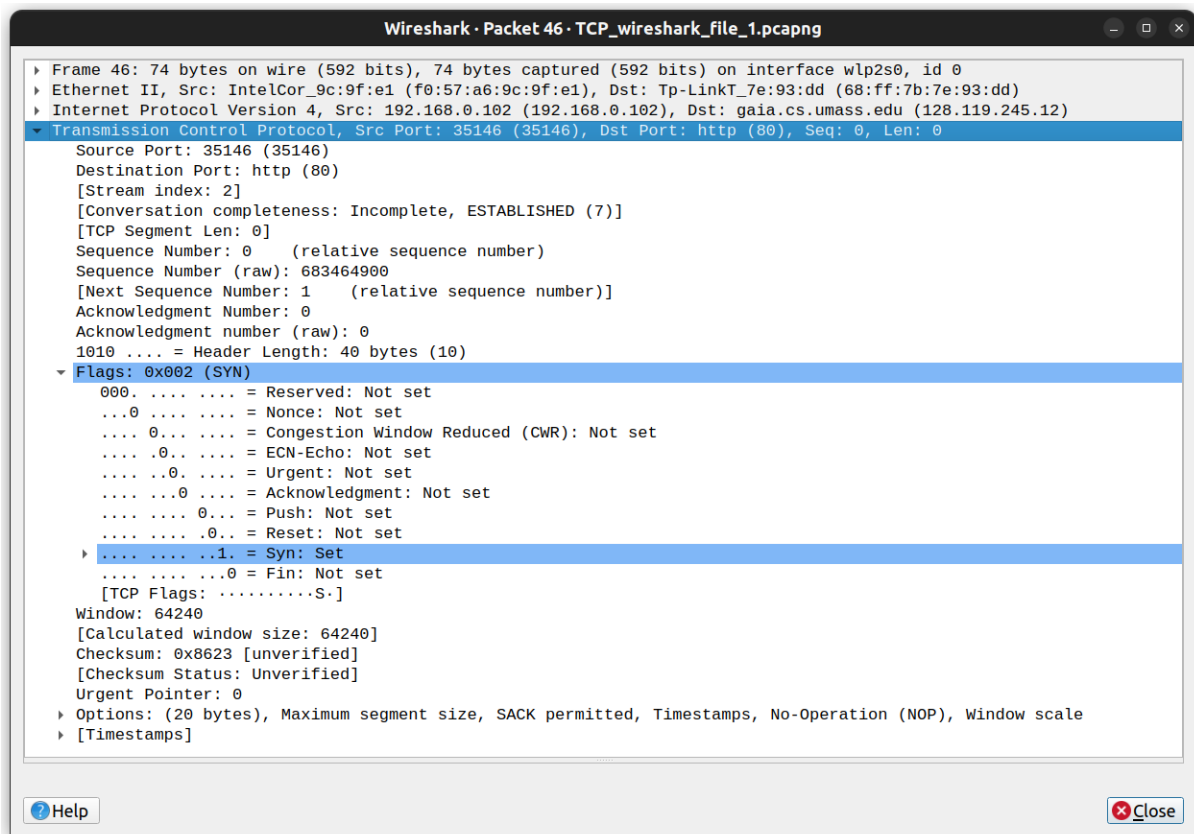 Wireshark · Packet 46 · TCP_wireshark_file_1.pcapng
Frame 46: 74 bytes on wire (592 bits), 74 bytes captured (592 bits) on interface wlp2s0, id 0
Ethernet II, Src: IntelCor_9c:9f:e1 (f0:57:a6:9c:9f:e1), Dst: Tp-LinkT_7e:93:dd (68:ff:7b:7e:93:dd)
Internet Protocol Version 4, Src: 192.168.0.102 (192.168.0.102), Dst: gaia.cs.umass.edu (128.119.245.12)
Transmission Control Protocol, Src Port: 35146 (35146), Dst Port: http (80), Seq: 0, Len: 0
Source Port: 35146 (35146)
Destination Port: http (80)
[Stream index: 2]
[Conversation completeness: Incomplete, ESTABLISHED (7)]
[TCP Segment Len: 0]
Sequence Number: 0    (relative sequence number)
Sequence Number (raw): 683464900
[Next Sequence Number: 1    (relative sequence number)]
Acknowledgment Number: 0
Acknowledgment number (raw): 0
1010 .... = Header Length: 40 bytes (10)
Flags: 0x002 (SYN)
000. .... .... = Reserved: Not set
...0 .... .... = Nonce: Not set
.... 0... .... = Congestion Window Reduced (CWR): Not set
.... .0.. .... = ECN-Echo: Not set
.... ..0. .... = Urgent: Not set
.... ...0 .... = Acknowledgment: Not set
.... .... 0... = Push: Not set
.... .... .0.. = Reset: Not set
.... .... ..1. = Syn: Set
.... .... ...0 = Fin: Not set
[TCP Flags: ··········S·]
Window: 64240
[Calculated window size: 64240]
Checksum: 0x8623 [unverified]
[Checksum Status: Unverified]
Urgent Pointer: 0
Options: (20 bytes), Maximum segment size, SACK permitted, Timestamps, No-Operation (NOP), Window scale
[Timestamps]
Help
Close